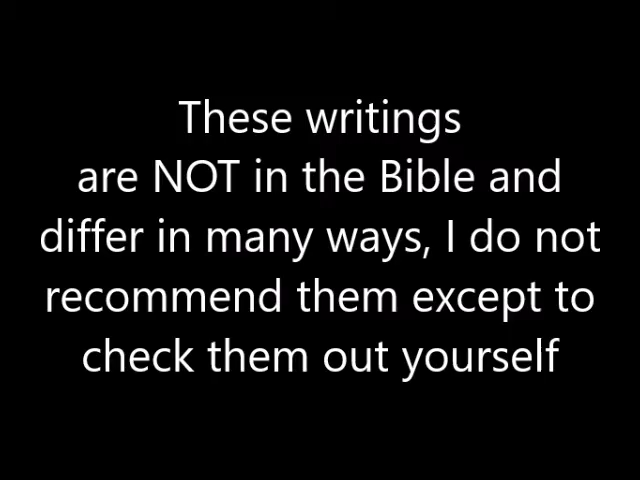 These writings
are NOT in the Bible and
differ in many ways, I do not
recommend them except to
check them out yourself